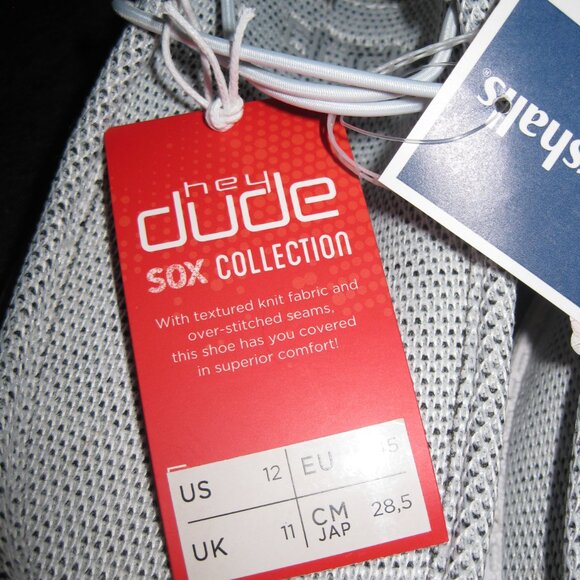 hey
dude
SOX COLLECTION
With textured knit fabric and
over-stitched seams,
this shoe has you covered
in superior comfort!
US 12 EU
UK 11 CM JAP 28,5